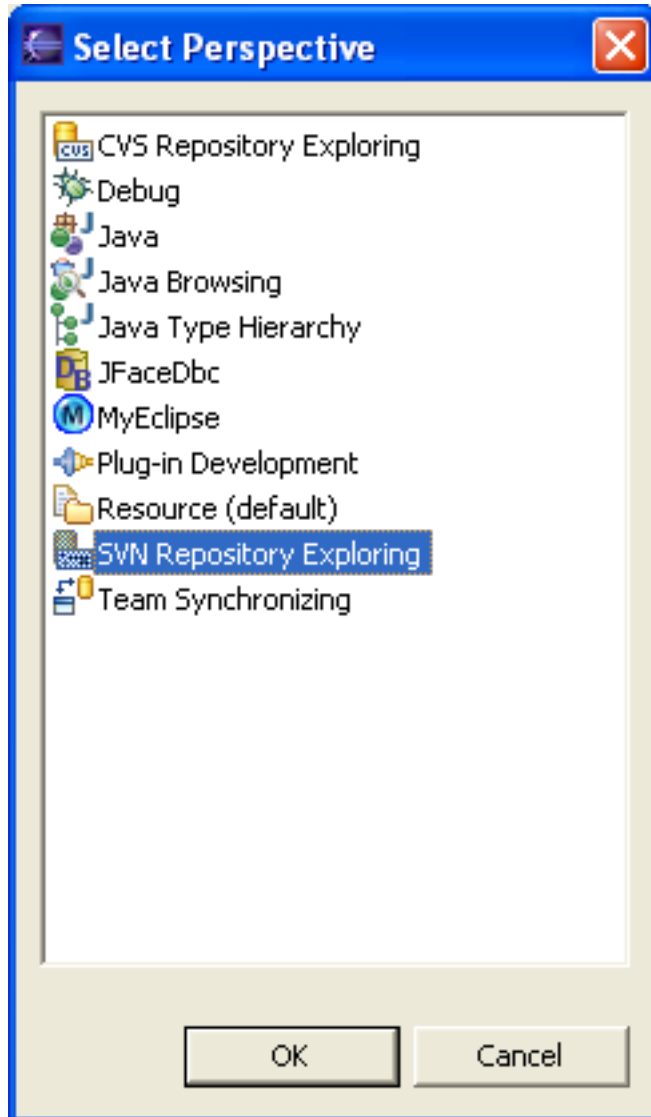 Select Perspective
CVS Repository Exploring
Debug
Java
Java Browsing
Java Type Hierarchy
JFaceDbc
MyEclipse
Plug-in Development
Resource (default)
SVN Repository Exploring
Team Synchronizing
OK Cancel